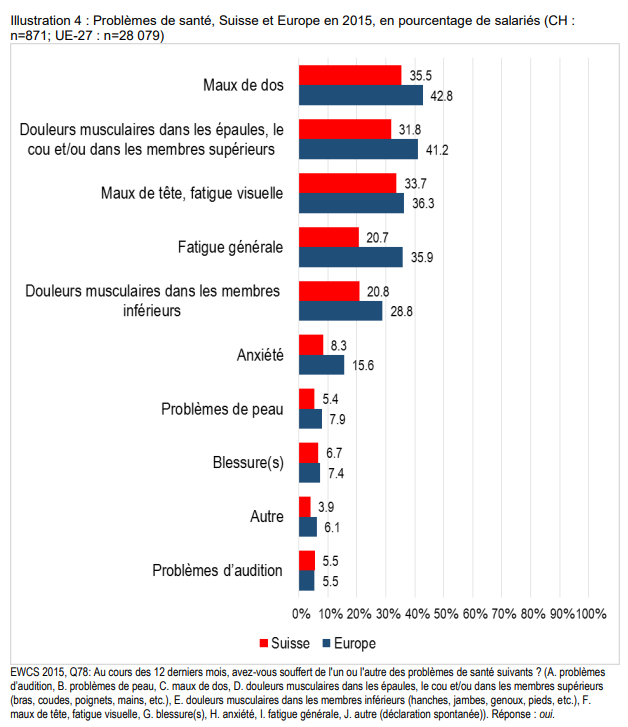 Illustration 4 : Problèmes de santé, Suisse et Europe en 2015, en pourcentage de salariés (CH :
n=871; UE-27 : n=28 079)
Maux de dos
35.5
42.8
Douleurs musculaires dans les épaules, le
cou et/ou dans les membres supérieurs
31.8
41.2
Maux de tête, fatigue visuelle
33.7
36.3
Fatigue générale
20.7
35.9
Douleurs musculaires dans les membres
inférieurs
20.8
28.8
Anxiété
8.3
15.6
Problèmes de peau
5.4
7.9
Blessure(s)
6.7
7.4
Autre
3.9
6.1
Problèmes d'audition
5.5
5.5
0% 10% 20% 30% 40% 50% 60% 70% 80% 90% 100%
Suisse Europe
EWCS 2015, Q78: Au cours des 12 derniers mois, avez-vous souffert de l'un ou l'autre des problèmes de santé suivants ? (A. problèmes
d'audition, B. problèmes de peau, C. maux de dos, D. douleurs musculaires dans les épaules, le cou et/ou dans les membres supérieurs
(bras, coudes, poignets, mains, etc.), E. douleurs musculaires dans les membres inférieurs (hanches, jambes, genoux, pieds, etc.), F.
maux de tête, fatigue visuelle, G. blessure(s), H. anxiété, I. fatigue générale, J. autre (déclaration spontanée)). Réponse : oui.